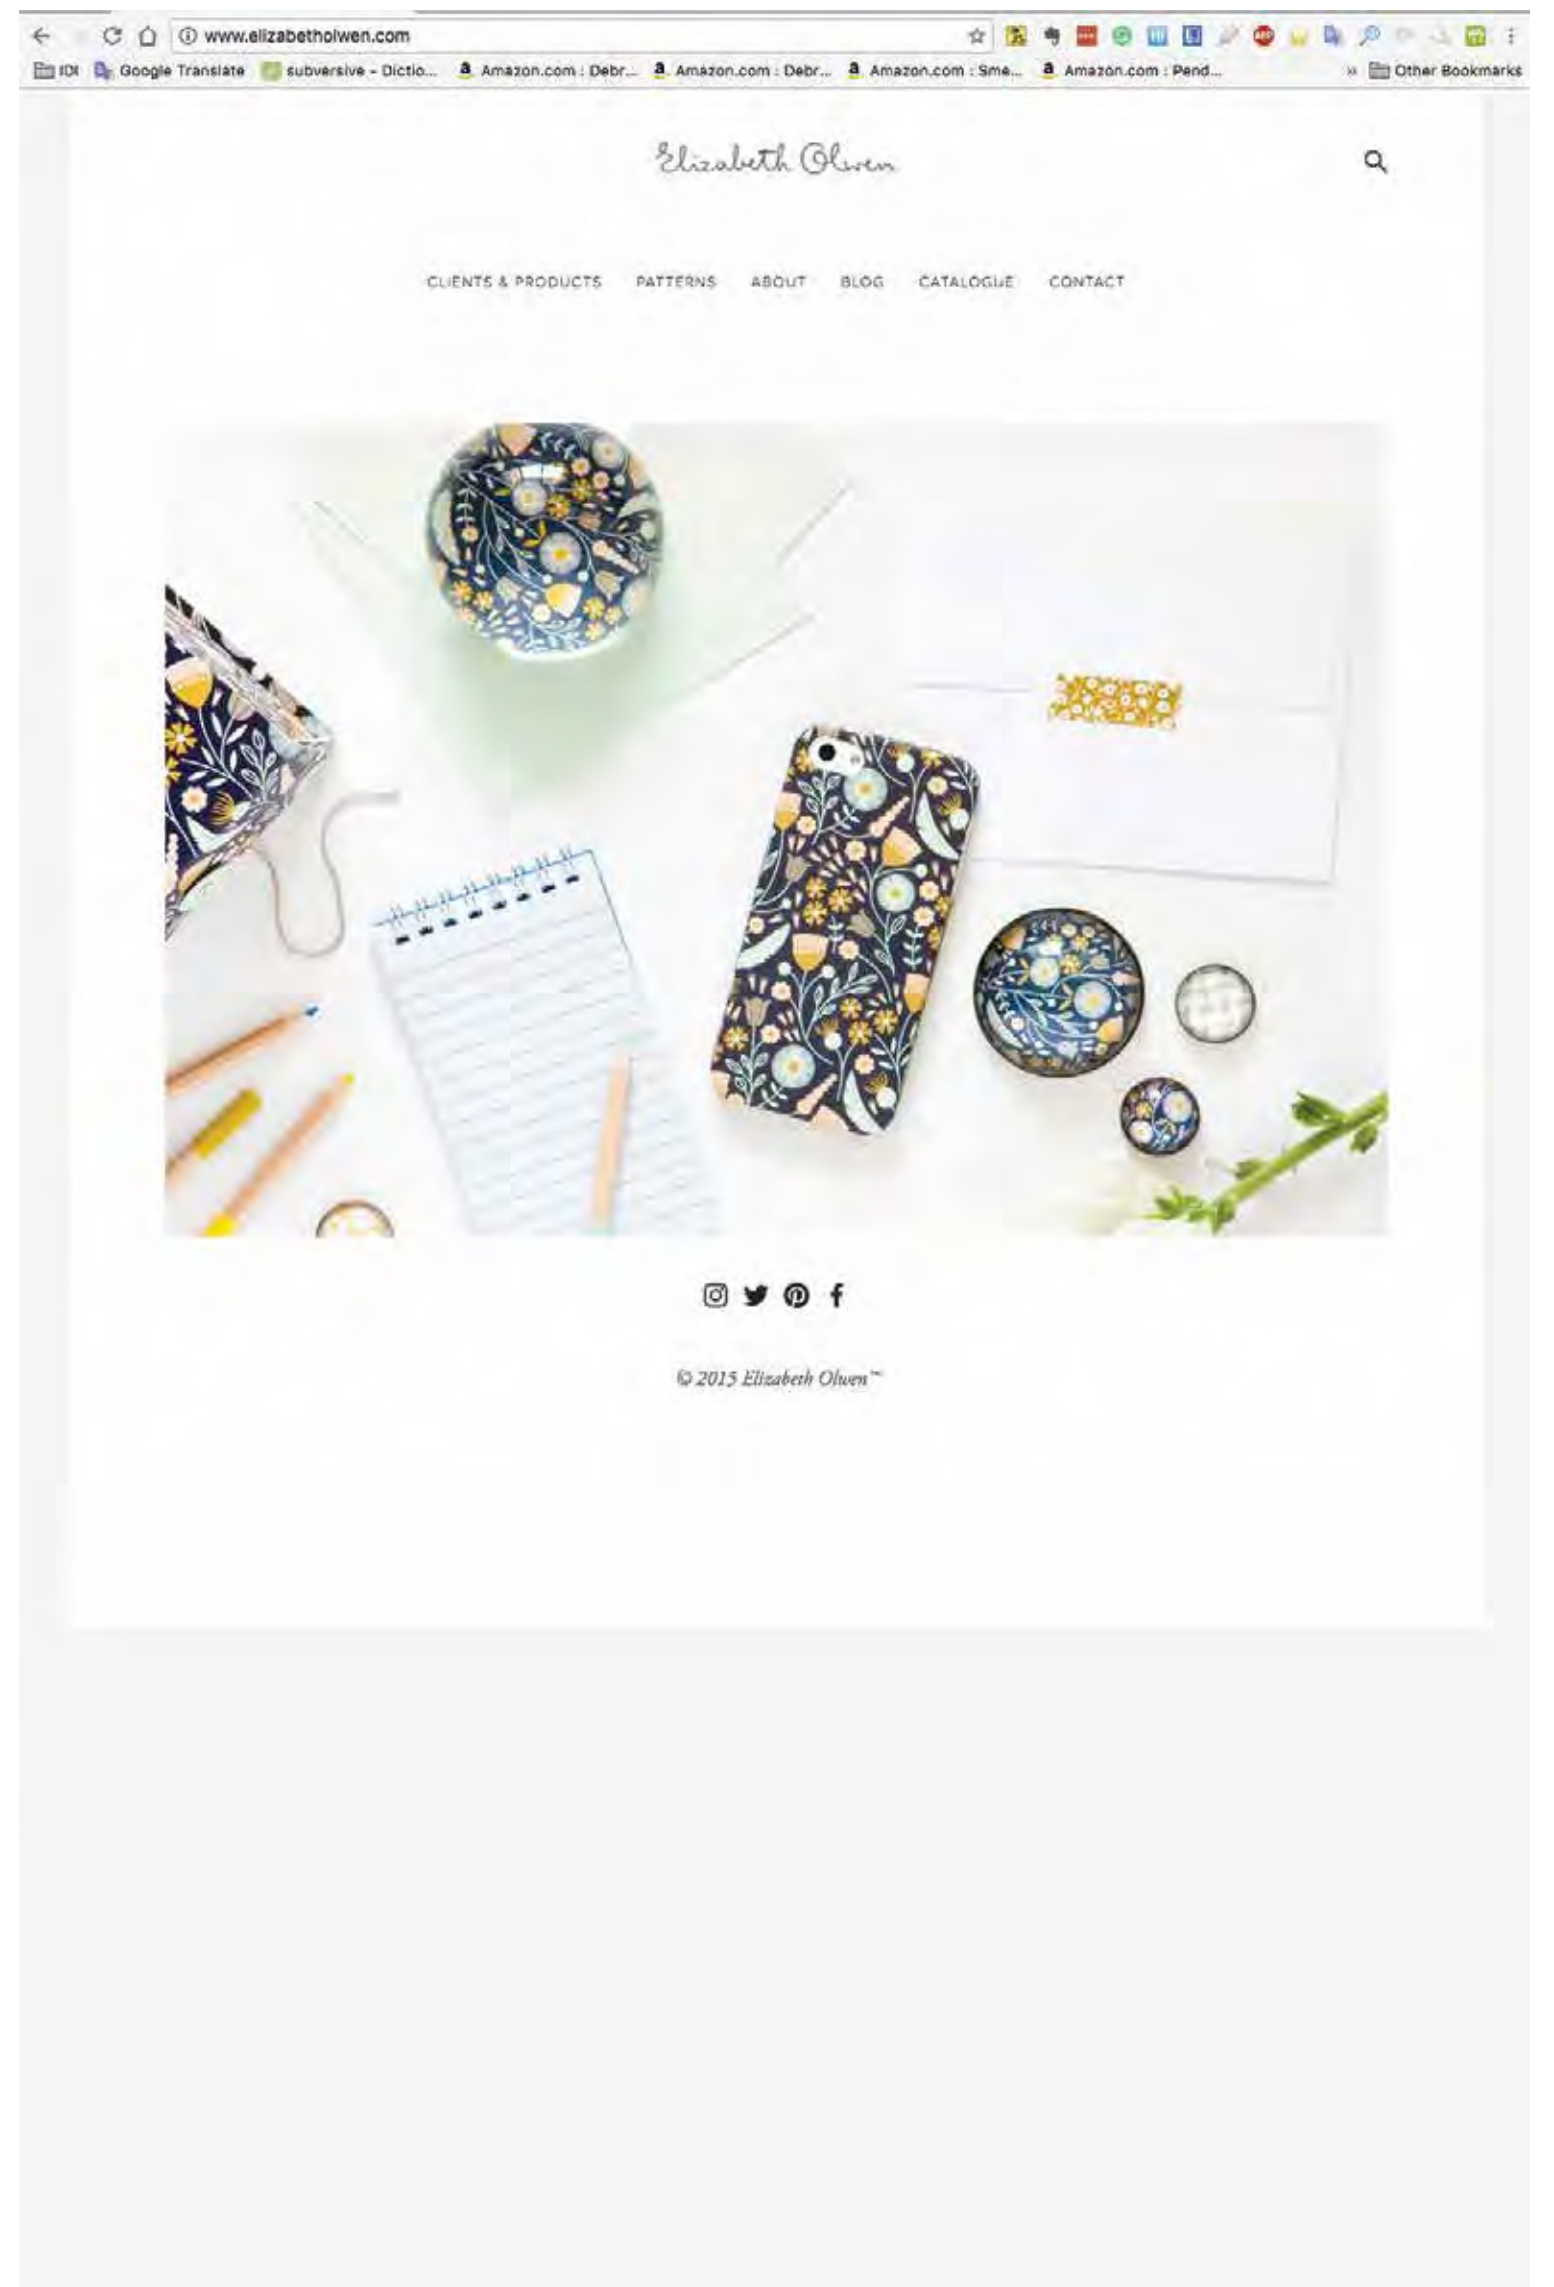 www.elizabetholwen.com
Google Translate subversive - Dictio... Amazon.com : Debr... Amazon.com : Debr... Amazon.com : Sme... Amazon.com : Pend... » Other Bookmarks
Elizabeth Olwen
CLIENTS & PRODUCTS PATTERNS ABOUT BLOG CATALOGUE CONTACT
© 2015 Elizabeth Olwen™